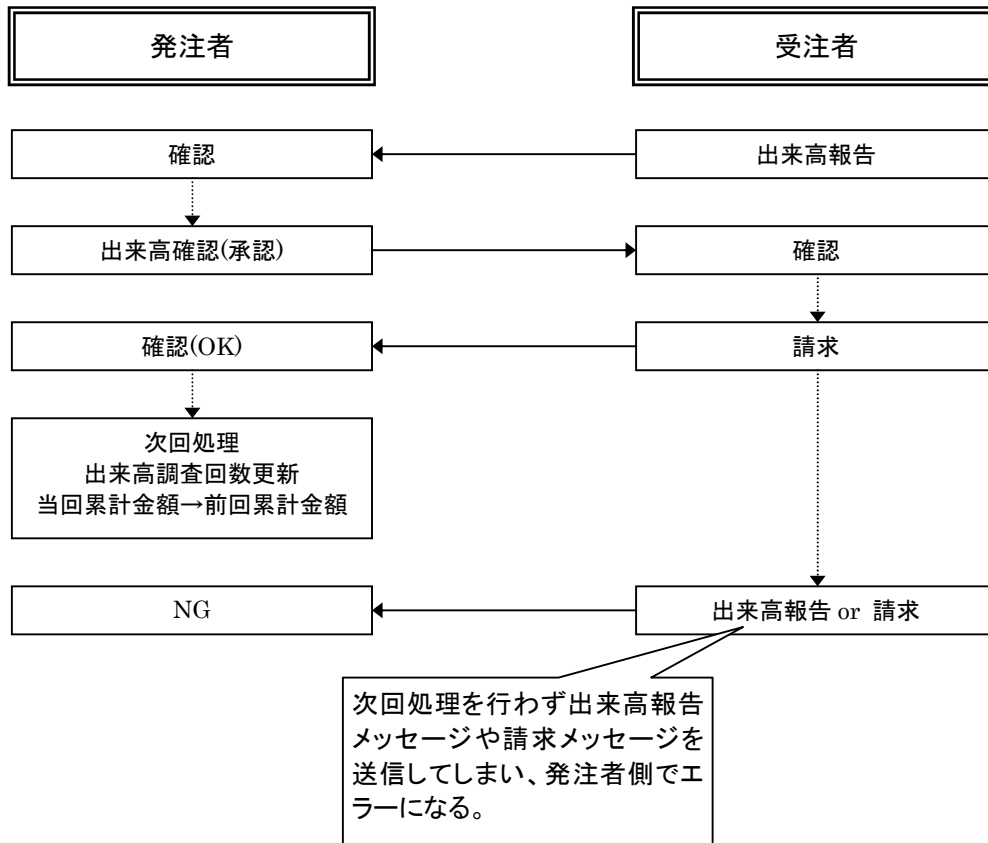 発注者
受注者
確認
出来高報告
出来高確認(承認)
確認
確認(OK)
請求
次回処理
出来高調査回数更新
当回累計金額→前回累計金額
NG
出来高報告 or 請求
次回処理を行わず出来高報告
メッセージや請求メッセージを
送信してしまい、発注者側でエ
ラーになる。